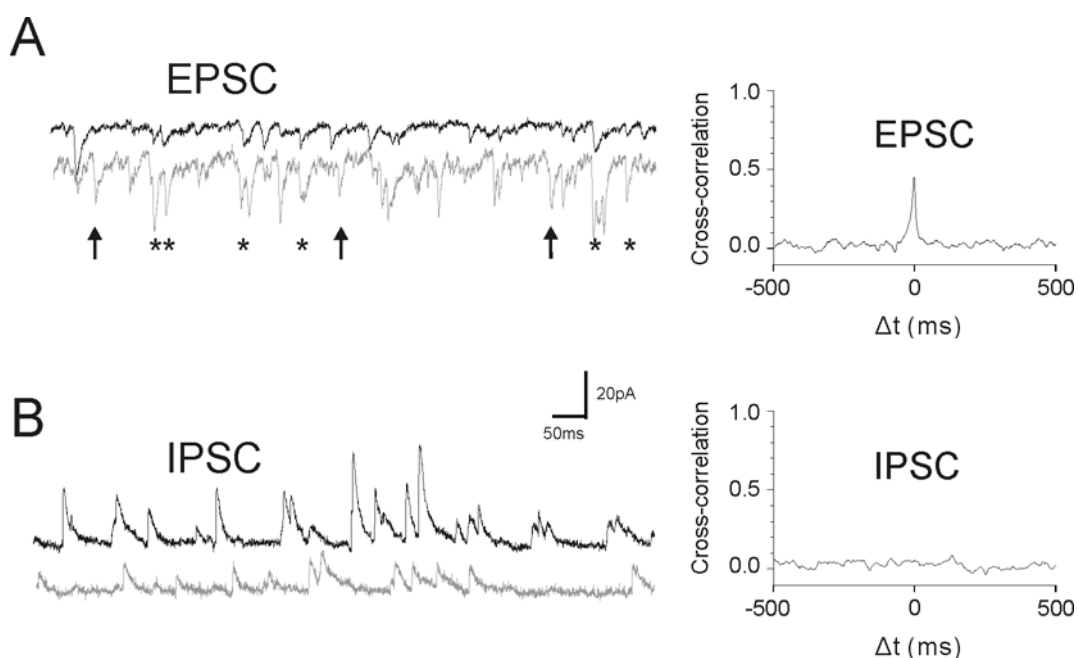 A
EPSC
** * * * *
1.0
0.5
0.0
Cross-correlation
EPSC
-500 0 500
Δt (ms)
20pA
50ms
B
IPSC
1.0
0.5
0.0
Cross-correlation
IPSC
-500 0 500
Δt (ms)